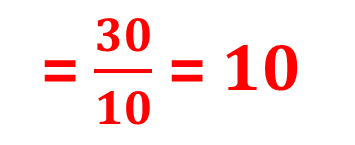 = 30/10 = 10